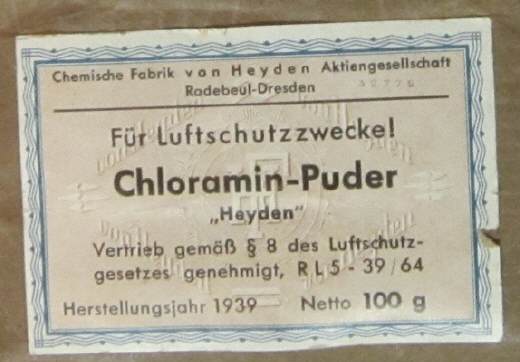 Chemische Fabrik von Heyden Aktiengesellschaft
Radebeul-Dresden
Für Luftschutzzwecke!
Chloramin-Puder
„Heyden“
Vertrieb gemäß § 8 des Luftschutz-
gesetzes genehmigt, R L 5 - 39/64
Herstellungsjahr 1939 Netto 100 g